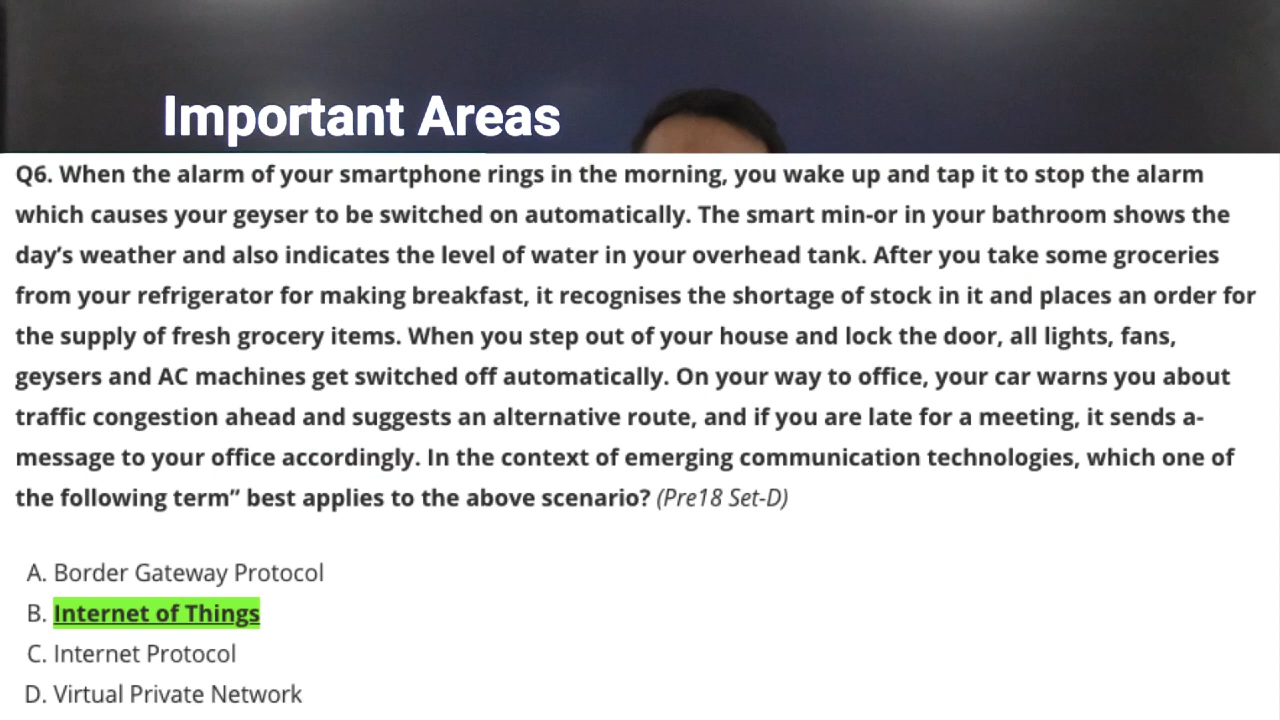 Important Areas
Q6. When the alarm of your smartphone rings in the morning, you wake up and tap it to stop the alarm
which causes your geyser to be switched on automatically. The smart min-or in your bathroom shows the
day’s weather and also indicates the level of water in your overhead tank. After you take some groceries
from your refrigerator for making breakfast, it recognises the shortage of stock in it and places an order for
the supply of fresh grocery items. When you step out of your house and lock the door, all lights, fans,
geysers and AC machines get switched off automatically. On your way to office, your car warns you about
traffic congestion ahead and suggests an alternative route, and if you are late for a meeting, it sends a-
message to your office accordingly. In the context of emerging communication technologies, which one of
the following term” best applies to the above scenario? (Pre18 Set-D)
A. Border Gateway Protocol
B. Internet of Things
C. Internet Protocol
D. Virtual Private Network